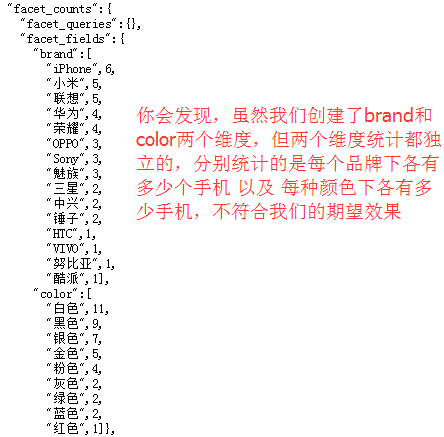 "facet_counts":{
"facet_queries":{},
"facet_fields":{
"brand":[
"iPhone",6,
"小米",5,
"联想",5,
"华为",4,
"荣耀",4,
"OPPO",3,
"Sony",3,
"魅族",3,
"三星",2,
"中兴",2,
"锤子",2,
"HTC",1,
"VIVO",1,
"努比亚",1,
"酷派",1],
"color":[
"白色",11,
"黑色",9,
"银色",7,
"金色",5,
"粉色",4,
"灰色",2,
"绿色",2,
"蓝色",2,
"红色",1]},
你会发现，虽然我们创建了brand和
color两个维度，但两个维度统计都独
立的，分别统计的是每个品牌下各有
多少个手机 以及 每种颜色下各有多
少手机，不符合我们的期望效果